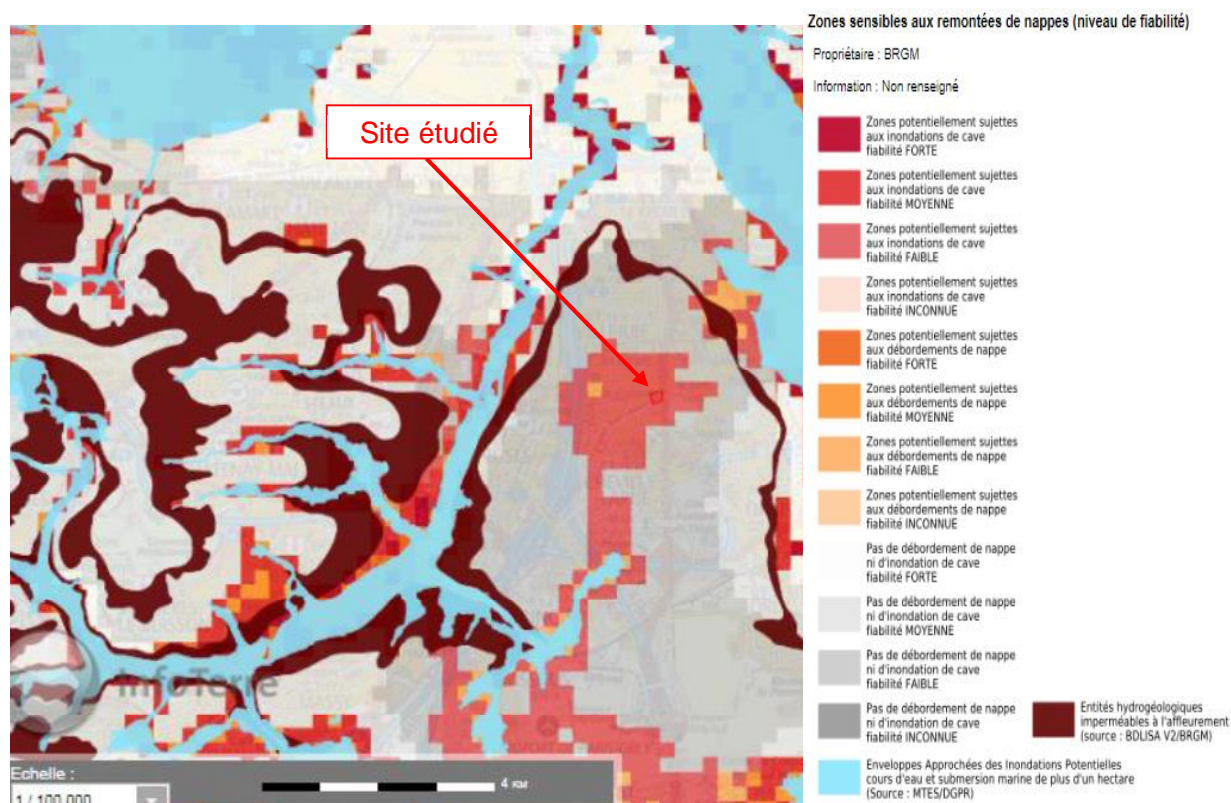 Zones sensibles aux remontées de nappes (niveau de fiabilité)
Propriétaire : BRGM
Information : Non renseigné
Site étudié
Zones potentiellement sujettes
aux inondations de cave
fiabilité FORTE
Zones potentiellement sujettes
aux inondations de cave
fiabilité MOYENNE
Zones potentiellement sujettes
aux inondations de cave
fiabilité FAIBLE
Zones potentiellement sujettes
aux inondations de cave
fiabilité INCONNUE
Zones potentiellement sujettes
aux débordements de nappe
fiabilité FORTE
Zones potentiellement sujettes
aux débordements de nappe
fiabilité MOYENNE
Zones potentiellement sujettes
aux débordements de nappe
fiabilité FAIBLE
Zones potentiellement sujettes
aux débordements de nappe
fiabilité INCONNUE
Pas de débordement de nappe
ni d'inondation de cave
fiabilité FORTE
Pas de débordement de nappe
ni d'inondation de cave
fiabilité MOYENNE
Pas de débordement de nappe
ni d'inondation de cave
fiabilité FAIBLE
Pas de débordement de nappe
ni d'inondation de cave
fiabilité INCONNUE
Entités hydrogéologiques
imperméables à l'affleurement
(source : BDLISA V2/BRGM)
Enveloppes Approchées des Inondations Potentielles
cours d'eau et submersion marine de plus d'un hectare
(Source : MTES/DGPR)
InfoTerre
Echelle :
1 / 100 000
4 KM